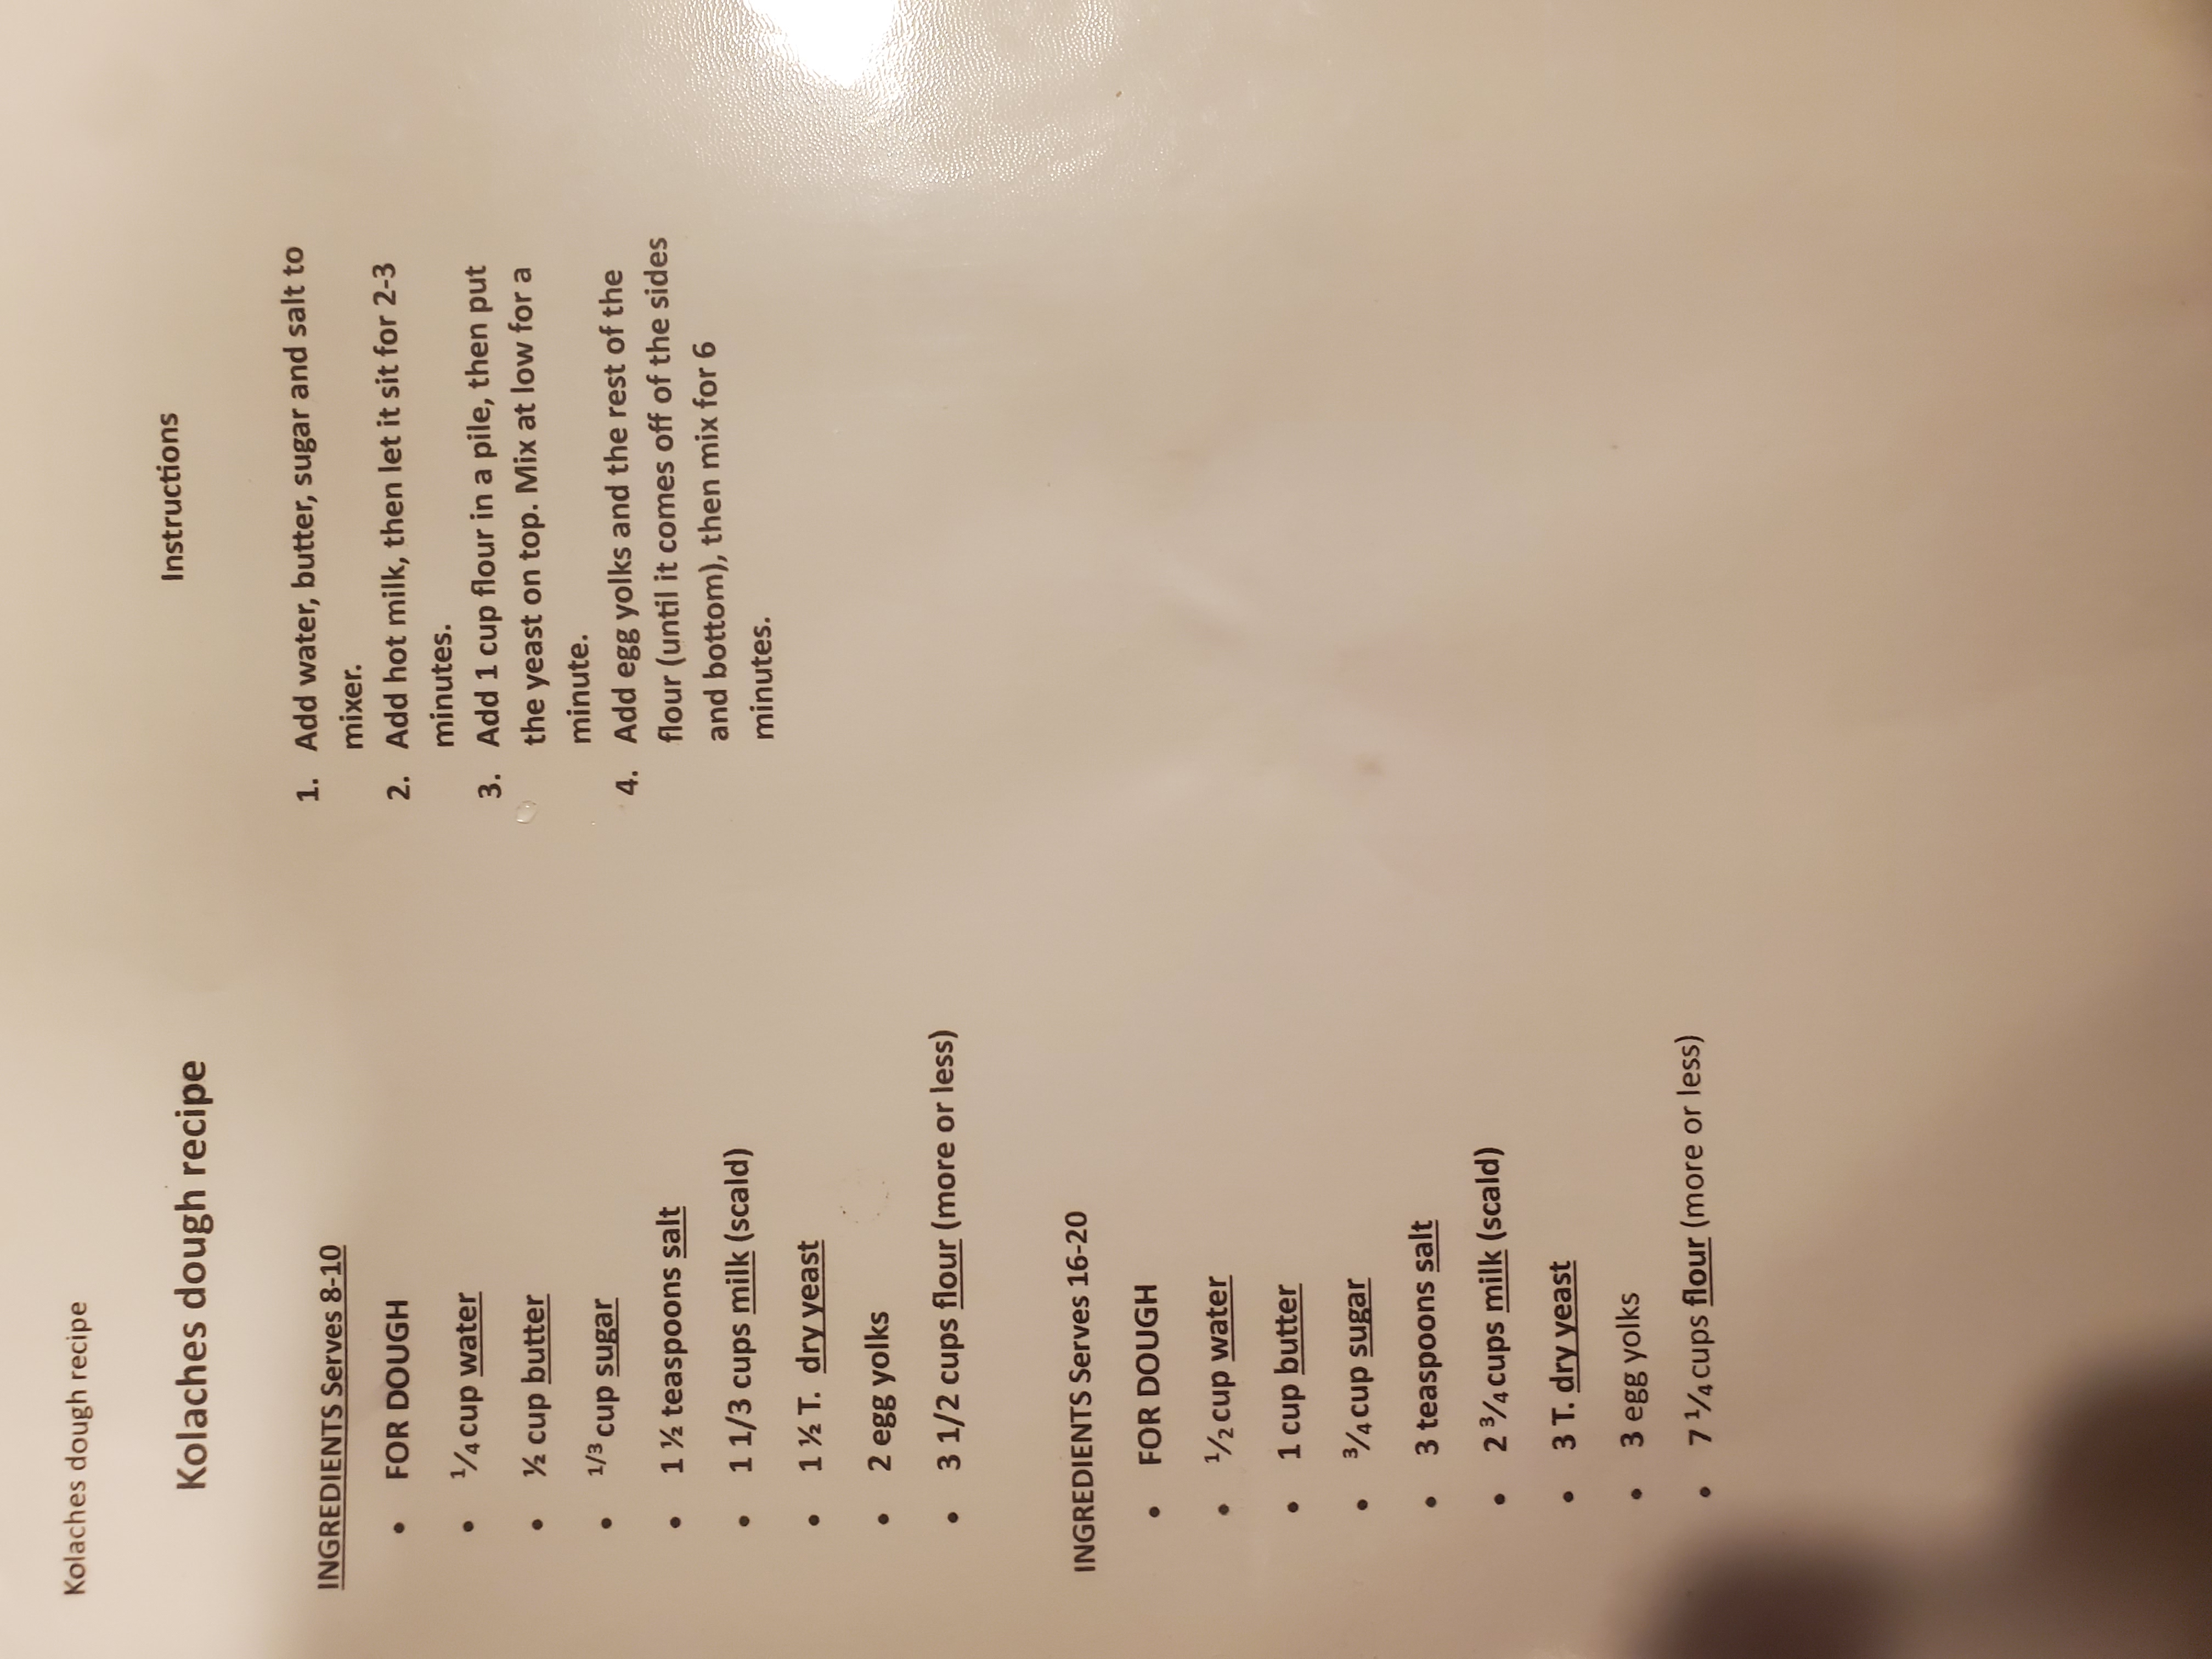 Kolaches dough recipe
Kolaches dough recipe
INGREDIENTS Serves 8-10
• FOR DOUGH
• ¼ cup water
• ½ cup butter
• 1/3 cup sugar
• 1 ½ teaspoons salt
• 1 1/3 cups milk (scald)
• 1 ½ T. dry yeast
• 2 egg yolks
• 3 1/2 cups flour (more or less)
INGREDIENTS Serves 16-20
• FOR DOUGH
• ½ cup water
• 1 cup butter
• ¾ cup sugar
• 3 teaspoons salt
• 2 ¾ cups milk (scald)
• 3 T. dry yeast
• 3 egg yolks
• 7 ¼ cups flour (more or less)
Instructions
1. Add water, butter, sugar and salt to
mixer.
2. Add hot milk, then let it sit for 2-3
minutes.
3. Add 1 cup flour in a pile, then put
the yeast on top. Mix at low for a
minute.
4. Add egg yolks and the rest of the
flour (until it comes off of the sides
and bottom), then mix for 6
minutes.